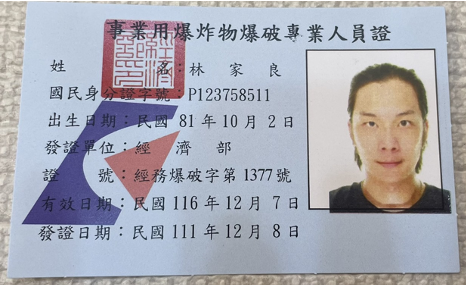 事業用爆炸物爆破專業人員證
姓 名:林 家 良
國民身分證字號:P123758511
出生日期:民國 81 年 10 月 2 日
發證單位:經 濟 部
證 號:經務爆破字第 1377號
有效日期:民國 116 年 12 月 7 日
發證日期:民國 111 年 12 月 8 日